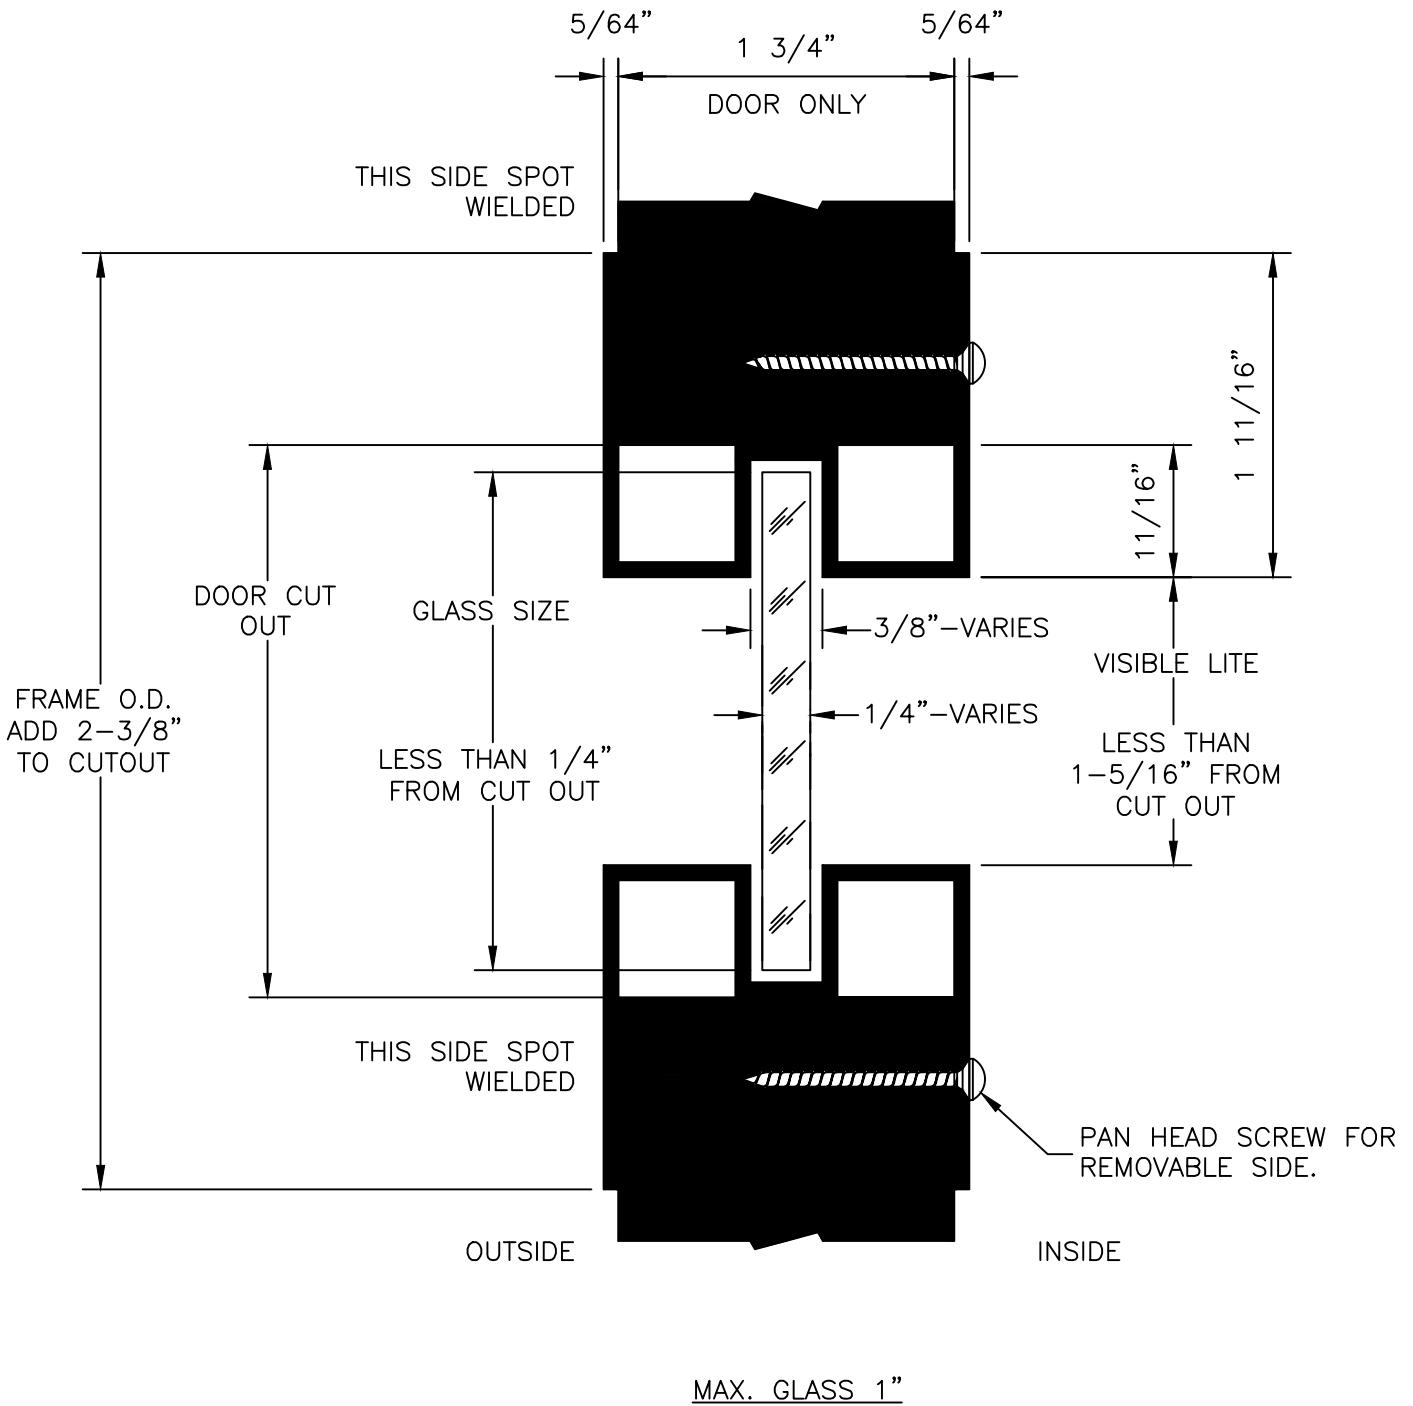 5/64”
1 3/4”
5/64”
DOOR ONLY
THIS SIDE SPOT
WIELDED
1 11/16”
11/16”
DOOR CUT
OUT
GLASS SIZE
3/8”-VARIES
VISIBLE LITE
FRAME O.D.
ADD 2-3/8”
TO CUTOUT
1/4”-VARIES
LESS THAN 1/4”
FROM CUT OUT
LESS THAN
1-5/16” FROM
CUT OUT
THIS SIDE SPOT
WIELDED
PAN HEAD SCREW FOR
REMOVABLE SIDE.
OUTSIDE
INSIDE
MAX. GLASS 1”